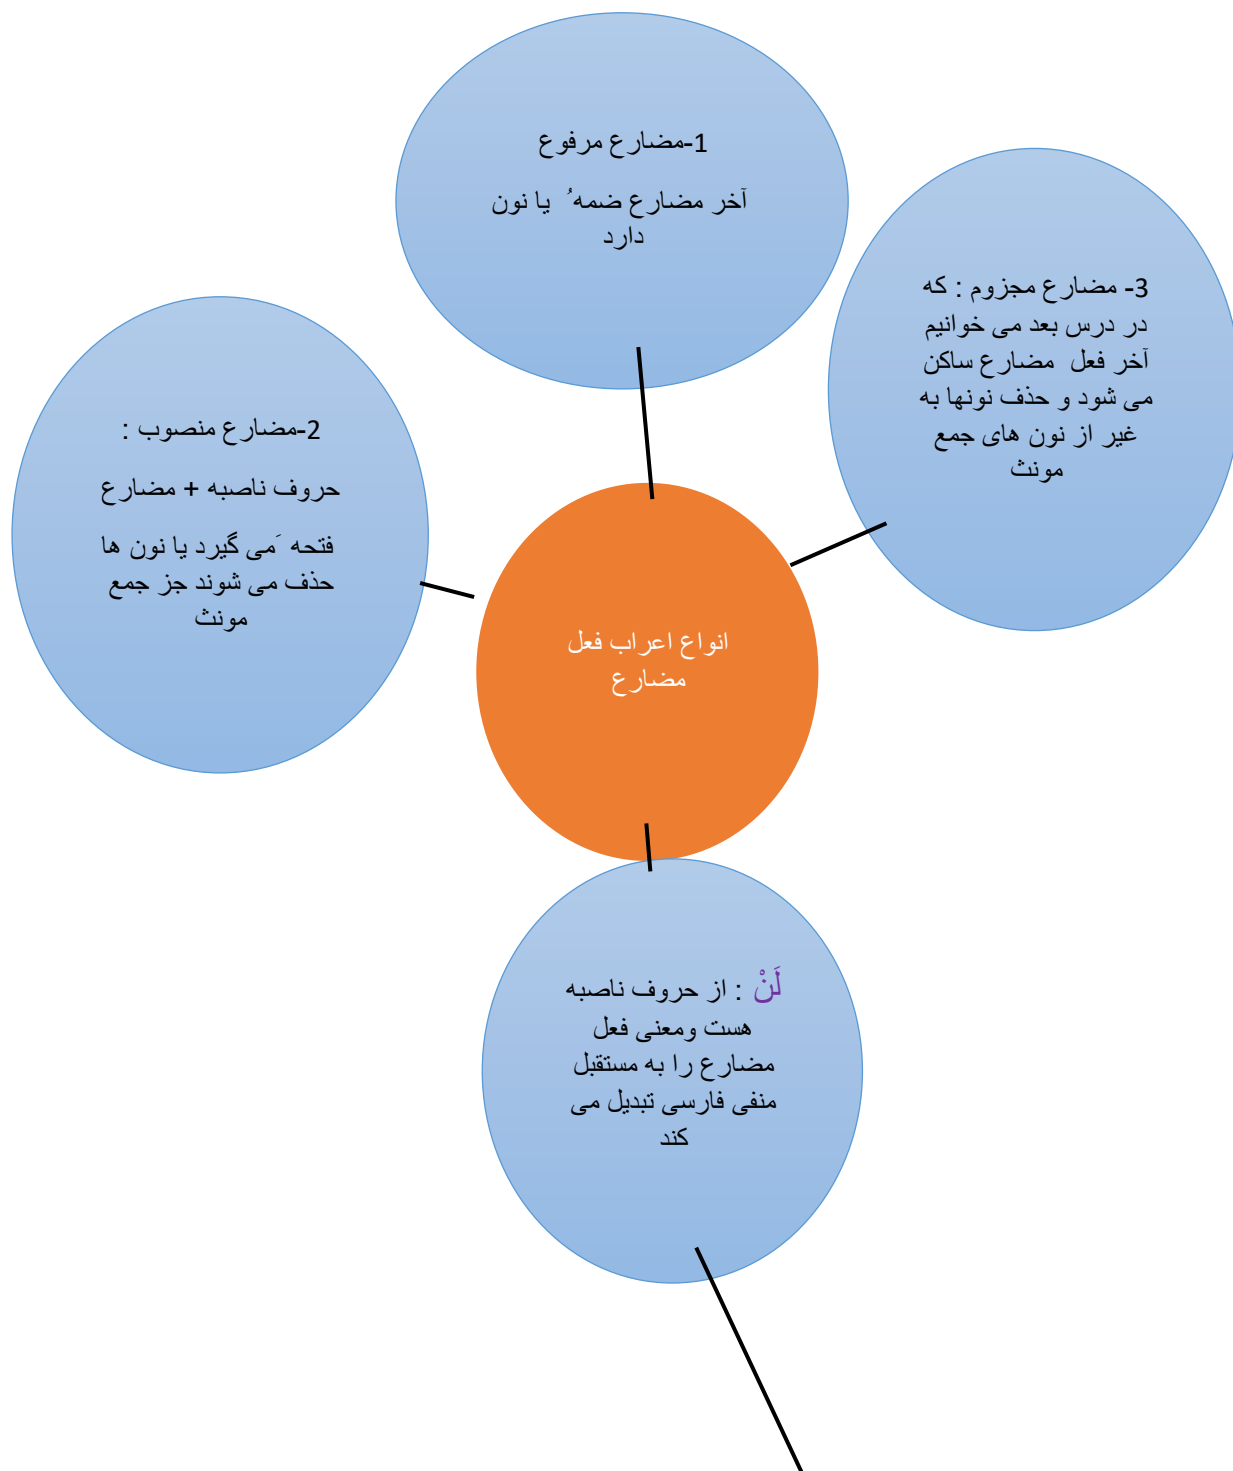 1-مضارع مرفوع
آخر مضارع ضمه ُ یا نون
دارد
3- مضارع مجزوم : که
در درس بعد می خوانیم
آخر فعل مضارع ساکن
می شود و حذف نونها به
غیر از نون های جمع
مونث
2-مضارع منصوب :
حروف ناصبه + مضارع
فتحه َ می گیرد یا نون ها
حذف می شوند جز جمع
مونث
انواع اعراب فعل
مضارع
لَنْ : از حروف ناصبه
هست ومعنی فعل
مضارع را به مستقبل
منفی فارسی تبدیل می
کند